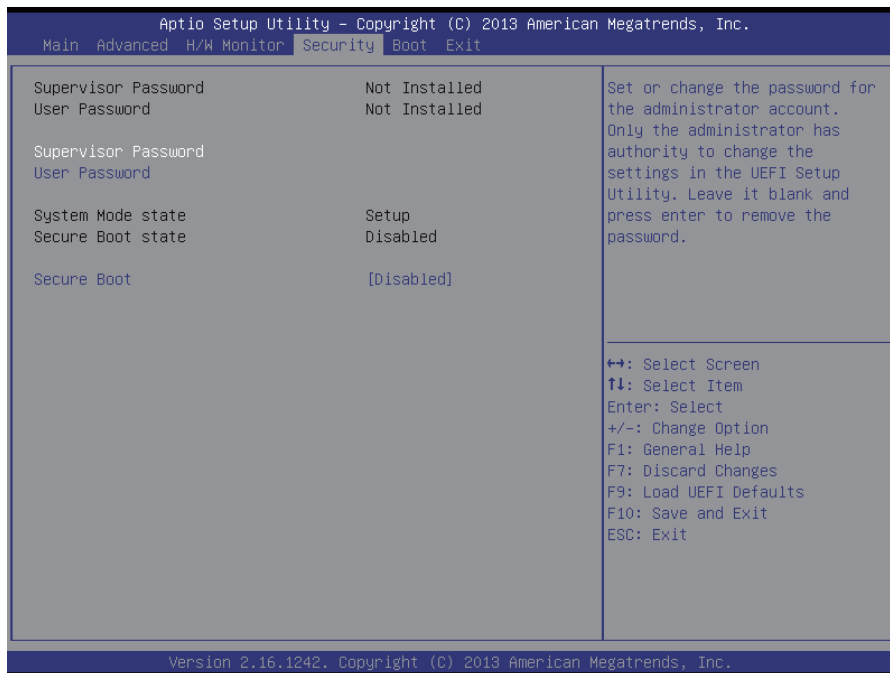 Aptio Setup Utility – Copyright (C) 2013 American Megatrends, Inc.
Main Advanced H/W Monitor Security Boot Exit
Supervisor Password Not Installed
User Password Not Installed
Supervisor Password
User Password
System Mode state Setup
Secure Boot state Disabled
Secure Boot [Disabled]
Set or change the password for
the administrator account.
Only the administrator has
authority to change the
settings in the UEFI Setup
Utility. Leave it blank and
press enter to remove the
password.
←→: Select Screen
↑↓: Select Item
Enter: Select
+/-: Change Option
F1: General Help
F7: Discard Changes
F9: Load UEFI Defaults
F10: Save and Exit
ESC: Exit
Version 2.16.1242. Copyright (C) 2013 American Megatrends, Inc.